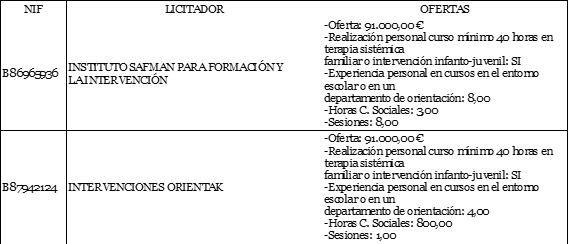 NIF
LICITADOR
OFERTAS
B86965936
INSTITUTO SAFMAN PARA FORMACIÓN Y
LA INTERVENCIÓN
-Oferta: 91.000,00 €
-Realización personal curso mínimo 40 horas en
terapia sistémica
familiar o intervención infanto-juvenil: SI
-Experiencia personal en cursos en el entorno
escolar o en un
departamento de orientación: 8,00
-Horas C. Sociales: 3,00
-Sesiones: 8,00
B87942124
INTERVENCIONES ORIENTAK
-Oferta: 91.000,00 €
-Realización personal curso mínimo 40 horas en
terapia sistémica
familiar o intervención infanto-juvenil: SI
-Experiencia personal en cursos en el entorno
escolar o en un
departamento de orientación: 4,00
-Horas C. Sociales: 800,00
-Sesiones: 1,00